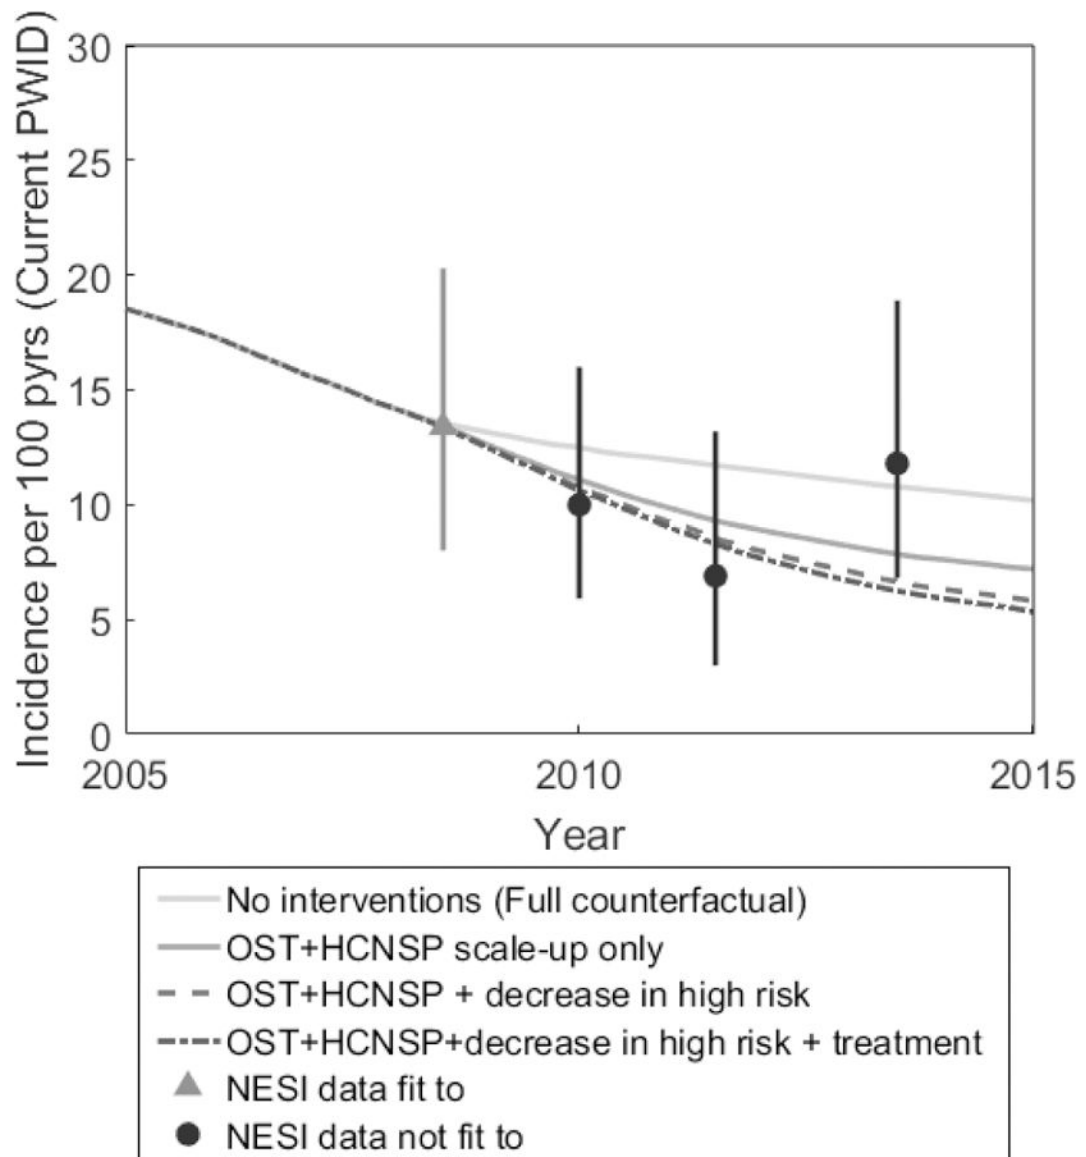 Incidence per 100 pyrs (Current PWID)
30
25
20
15
10
5
0
2005 2010 2015
Year
No interventions (Full counterfactual)
OST+HCNSP scale-up only
OST+HCNSP + decrease in high risk
OST+HCNSP+decrease in high risk + treatment
NESI data fit to
NESI data not fit to